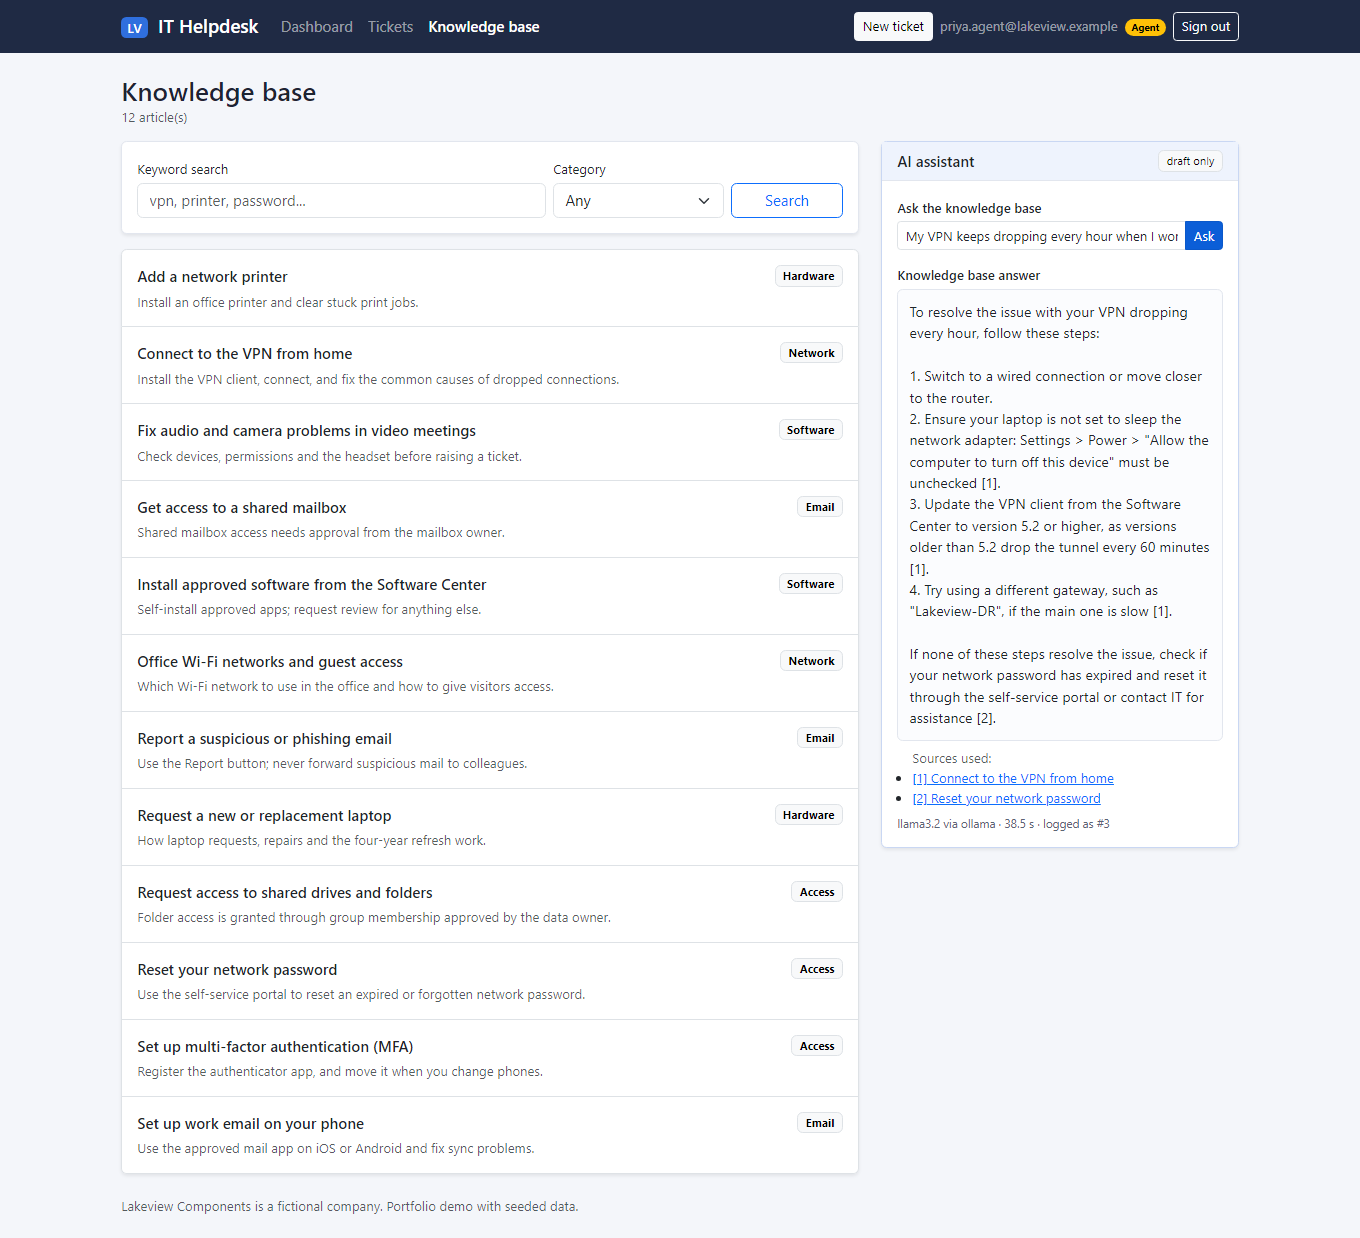 LV IT Helpdesk Dashboard Tickets Knowledge base New ticket priya.agent@lakeview.example Agent Sign out
Knowledge base
12 article(s)
Keyword search
Category
vpn, printer, password...
Any
Search
Add a network printer
Hardware
Install an office printer and clear stuck print jobs.
Connect to the VPN from home
Network
Install the VPN client, connect, and fix the common causes of dropped connections.
Fix audio and camera problems in video meetings
Software
Check devices, permissions and the headset before raising a ticket.
Get access to a shared mailbox
Email
Shared mailbox access needs approval from the mailbox owner.
Install approved software from the Software Center
Software
Self-install approved apps; request review for anything else.
Office Wi-Fi networks and guest access
Network
Which Wi-Fi network to use in the office and how to give visitors access.
Report a suspicious or phishing email
Email
Use the Report button; never forward suspicious mail to colleagues.
Request a new or replacement laptop
Hardware
How laptop requests, repairs and the four-year refresh work.
Request access to shared drives and folders
Access
Folder access is granted through group membership approved by the data owner.
Reset your network password
Access
Use the self-service portal to reset an expired or forgotten network password.
Set up multi-factor authentication (MFA)
Access
Register the authenticator app, and move it when you change phones.
Set up work email on your phone
Email
Use the approved mail app on iOS or Android and fix sync problems.
AI assistant
draft only
Ask the knowledge base
My VPN keeps dropping every hour when I wor
Ask
Knowledge base answer
To resolve the issue with your VPN dropping
every hour, follow these steps:
1. Switch to a wired connection or move closer
to the router.
2. Ensure your laptop is not set to sleep the
network adapter: Settings > Power > "Allow the
computer to turn off this device" must be
unchecked [1].
3. Update the VPN client from the Software
Center to version 5.2 or higher, as versions
older than 5.2 drop the tunnel every 60 minutes
[1].
4. Try using a different gateway, such as
"Lakeview-DR", if the main one is slow [1].
If none of these steps resolve the issue, check if
your network password has expired and reset it
through the self-service portal or contact IT for
assistance [2].
Sources used:
[1] Connect to the VPN from home
[2] Reset your network password
llama3.2 via ollama · 38.5 s · logged as #3
Lakeview Components is a fictional company. Portfolio demo with seeded data.